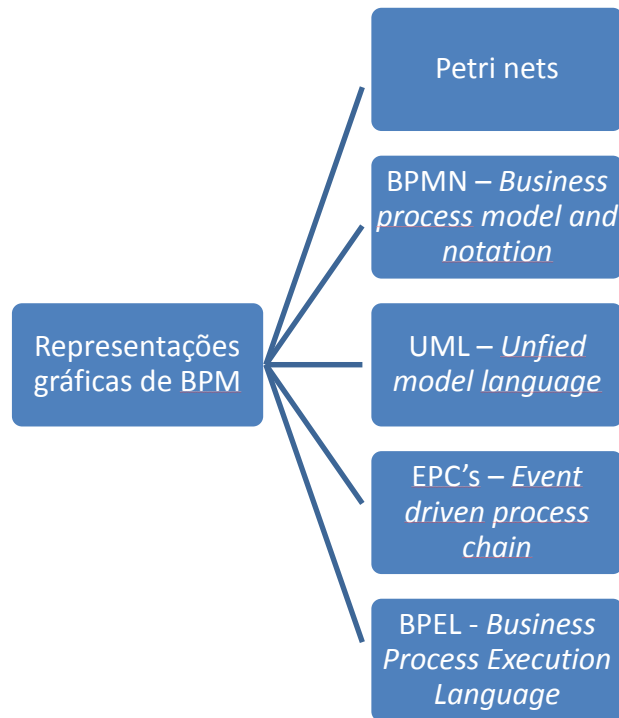 Petri nets
BPMN – Business
process model and
notation
Representações
gráficas de BPM
UML – Unfied
model language
EPC’s – Event
driven process
chain
BPEL - Business
Process Execution
Language